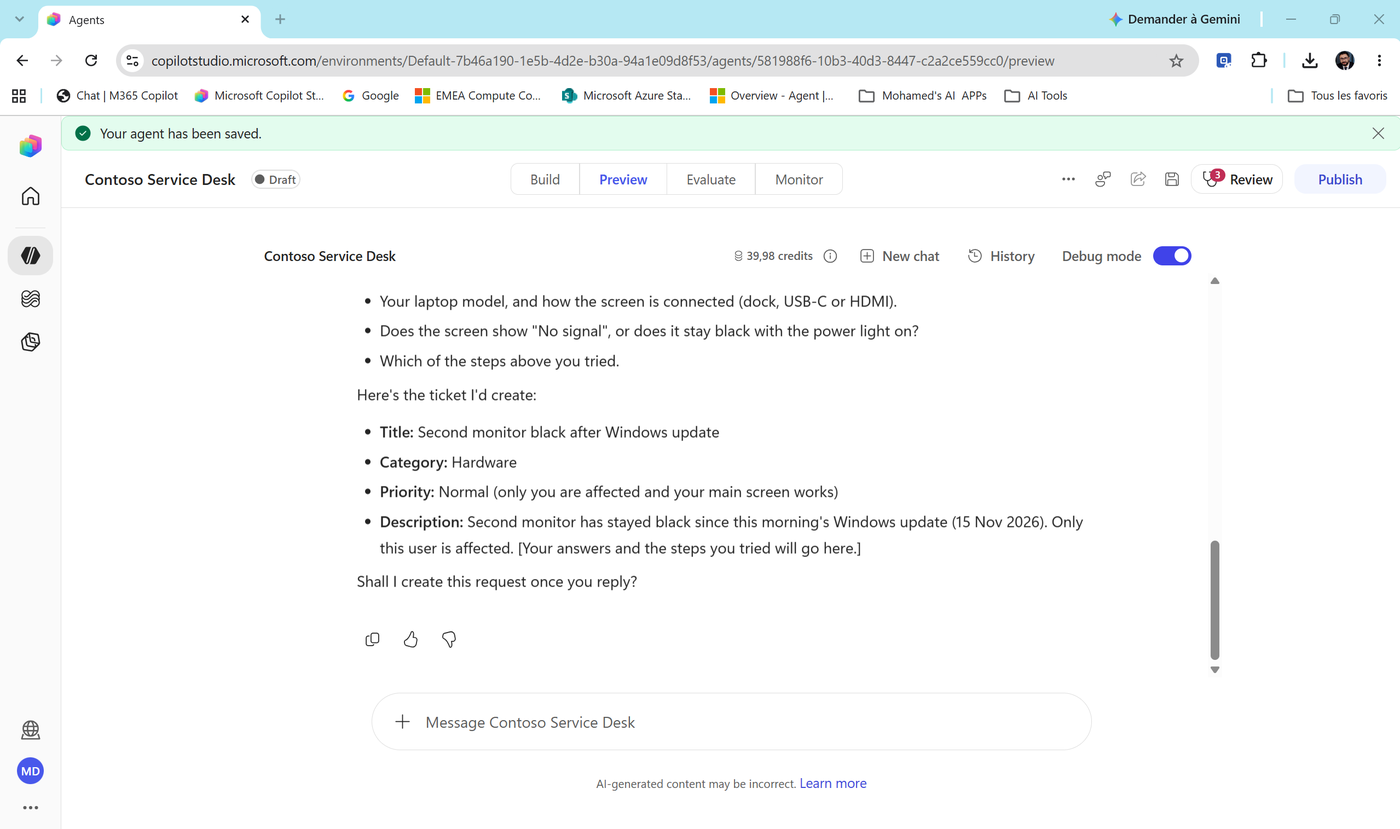 Agents
Demander à Gemini
copilotstudio.microsoft.com/environments/Default-7b46a190-1e5b-4d2e-b30a-94a1e09d8f53/agents/581988f6-10b3-40d3-8447-c2a2ce559cc0/preview
Chat | M365 Copilot
Microsoft Copilot St...
Google
EMEA Compute Co...
Microsoft Azure Sta...
Overview - Agent |...
Mohamed's AI APPs
AI Tools
Tous les favoris
Your agent has been saved.
Contoso Service Desk
Draft
Build
Preview
Evaluate
Monitor
3
Review
Publish
Contoso Service Desk
39,98 credits
New chat
History
Debug mode
• Your laptop model, and how the screen is connected (dock, USB-C or HDMI).
• Does the screen show "No signal", or does it stay black with the power light on?
• Which of the steps above you tried.
Here's the ticket I'd create:
• Title: Second monitor black after Windows update
• Category: Hardware
• Priority: Normal (only you are affected and your main screen works)
• Description: Second monitor has stayed black since this morning's Windows update (15 Nov 2026). Only
this user is affected. [Your answers and the steps you tried will go here.]
Shall I create this request once you reply?
Message Contoso Service Desk
AI-generated content may be incorrect. Learn more
MD